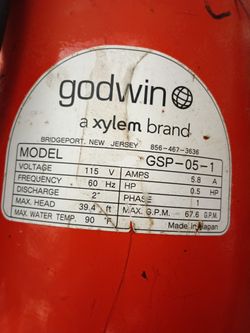 godwin
a xylem brand
BRIDGEPORT, NEW JERSEY 856-467-3636
MODEL GSP-05-1
VOLTAGE 115 V AMPS 5.8 A
FREQUENCY 60 Hz HP 0.5 HP
DISCHARGE 2" PHASE 1
MAX. HEAD 39.4 ft MAX. G.P.M. 67.6 G.P.M.
MAX. WATER TEMP. 90 °F Made in Japan